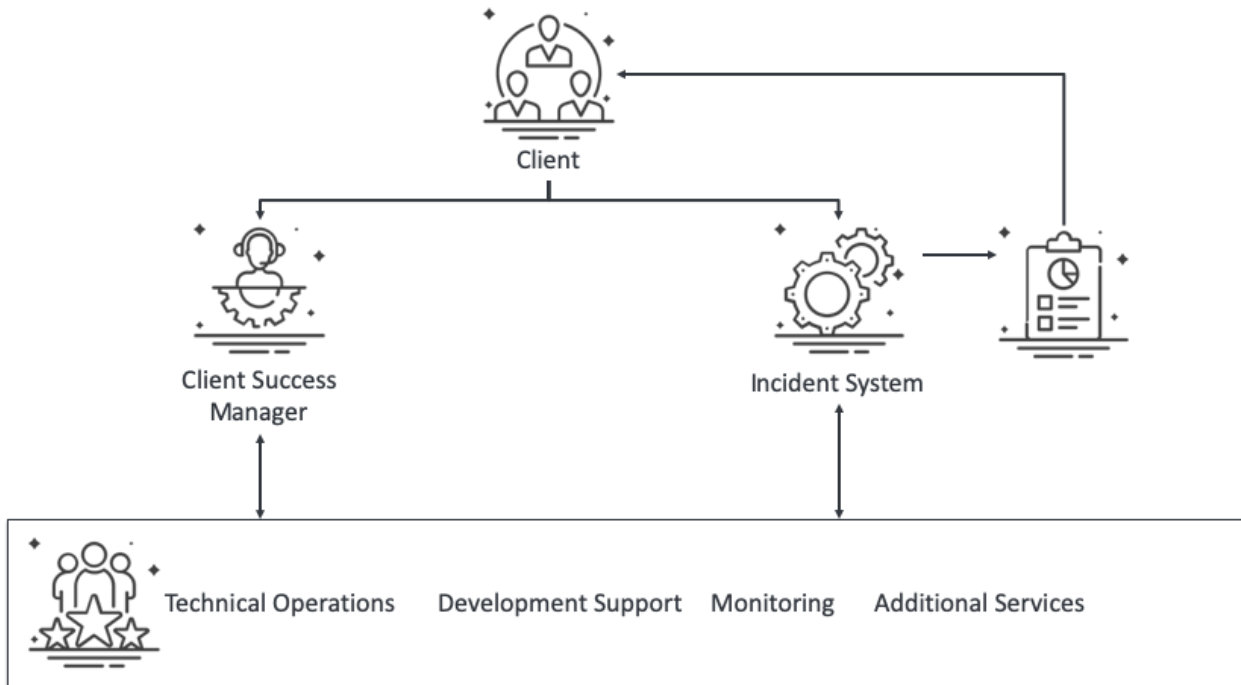 Client
Client Success
Manager
Incident System
Technical Operations
Development Support
Monitoring
Additional Services